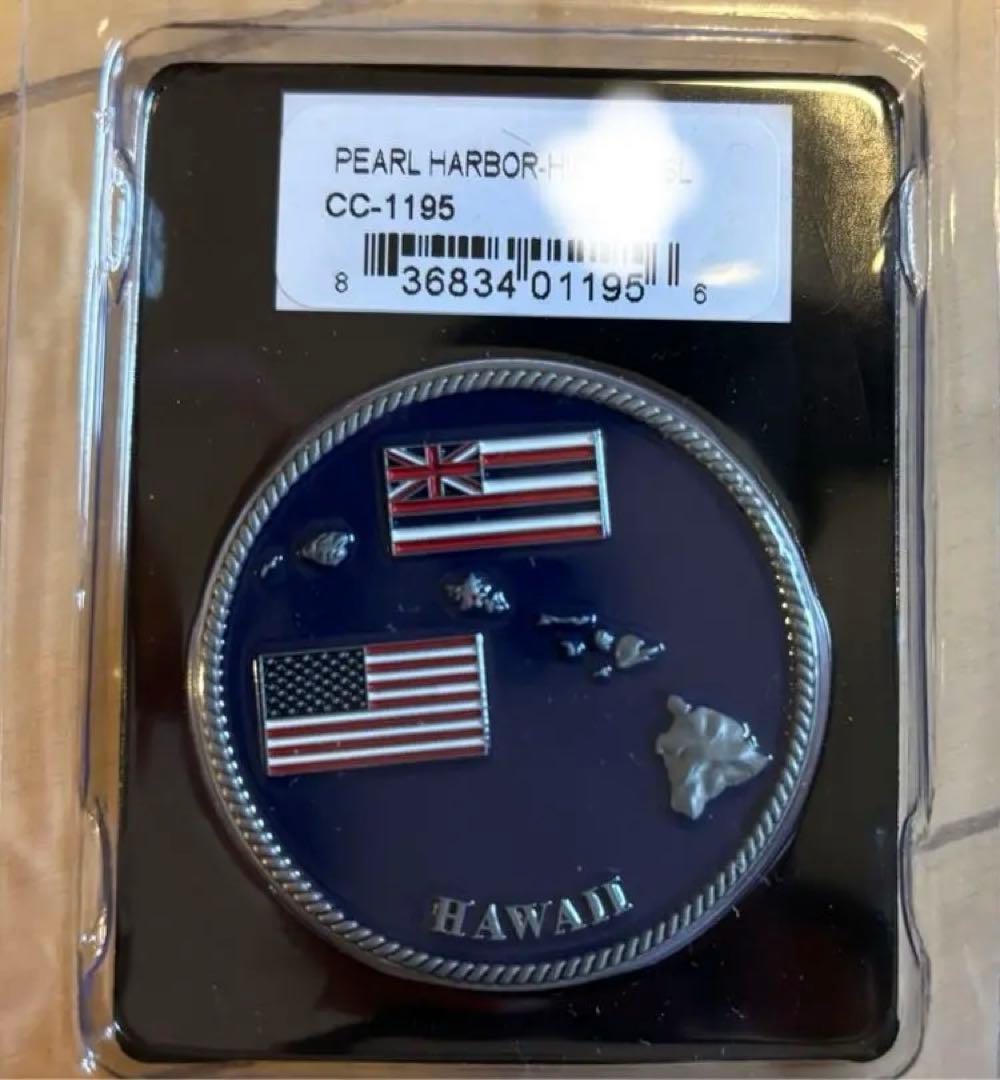 PEARL HARBOR-
CC-1195
8 36834 01195 6
HAWAII